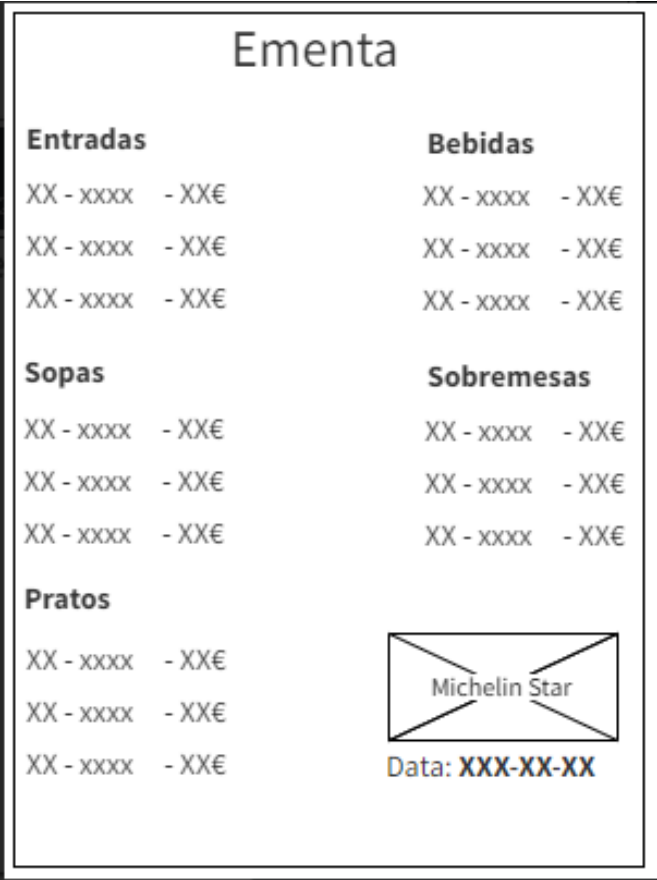 Ementa
Entradas
XX - xxxx - XX€
XX - xxxx - XX€
XX - xxxx - XX€
Sopas
XX - xxxx - XX€
XX - xxxx - XX€
XX - xxxx - XX€
Pratos
XX - xxxx - XX€
XX - xxxx - XX€
XX - xxxx - XX€
Bebidas
XX - xxxx - XX€
XX - xxxx - XX€
XX - xxxx - XX€
Sobremesas
XX - xxxx - XX€
XX - xxxx - XX€
XX - xxxx - XX€
Michelin Star
Data: XXX-XX-XX